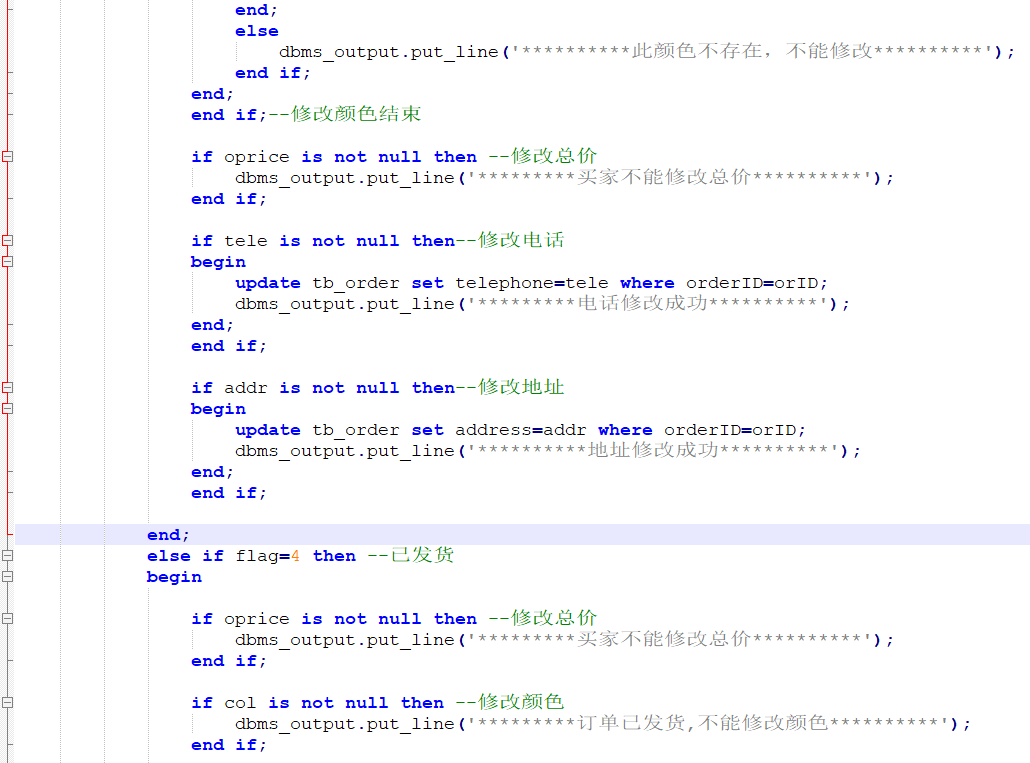 end;
else
dbms_output.put_line('**********此颜色不存在，不能修改**********');
end if;
end;
end if;--修改颜色结束
if oprice is not null then --修改总价
dbms_output.put_line('*********买家不能修改总价**********');
end if;
if tele is not null then--修改电话
begin
update tb_order set telephone=tele where orderID=orID;
dbms_output.put_line('*********电话修改成功**********');
end;
end if;
if addr is not null then--修改地址
begin
update tb_order set address=addr where orderID=orID;
dbms_output.put_line('**********地址修改成功**********');
end;
end if;
end;
else if flag=4 then --已发货
begin
if oprice is not null then --修改总价
dbms_output.put_line('*********买家不能修改总价**********');
end if;
if col is not null then --修改颜色
dbms_output.put_line('*********订单已发货,不能修改颜色**********');
end if;